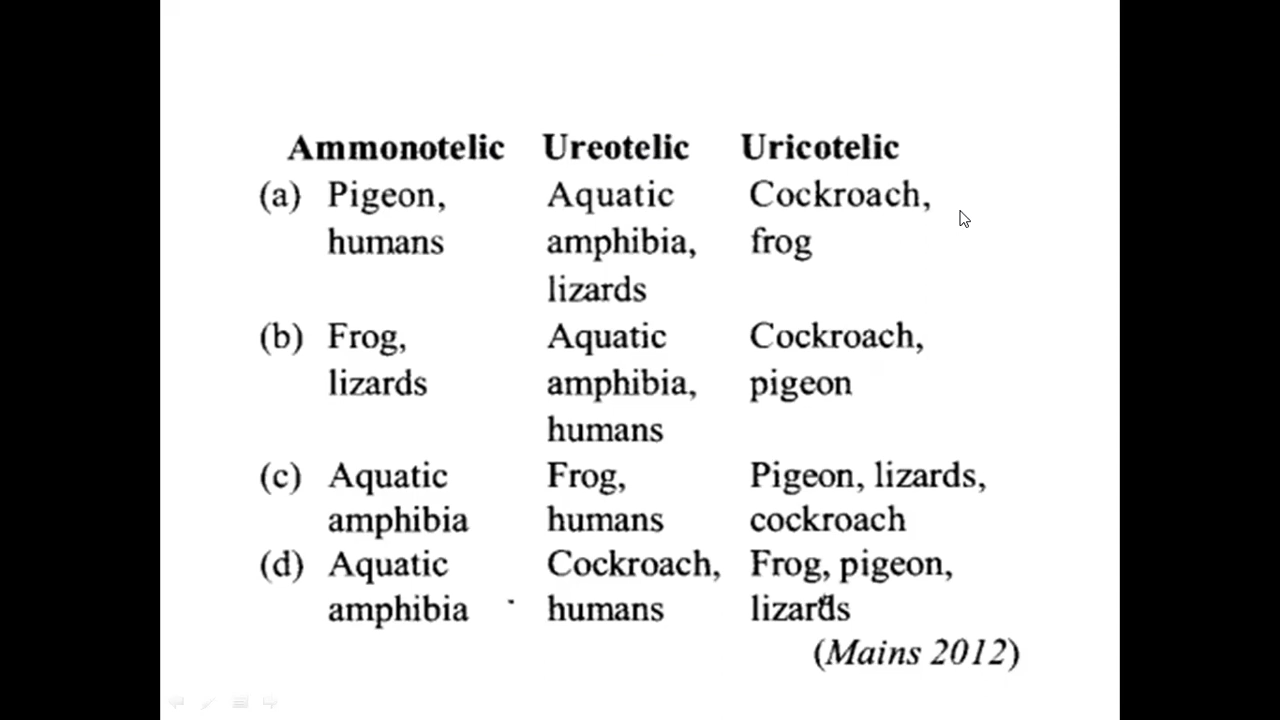 Ammonotelic Ureotelic Uricotelic
(a) Pigeon, Aquatic Cockroach,
humans amphibia, frog
lizards
(b) Frog, Aquatic Cockroach,
lizards amphibia, pigeon
humans
(c) Aquatic Frog, Pigeon, lizards,
amphibia humans cockroach
(d) Aquatic Cockroach, Frog, pigeon,
amphibia humans lizards
(Mains 2012)